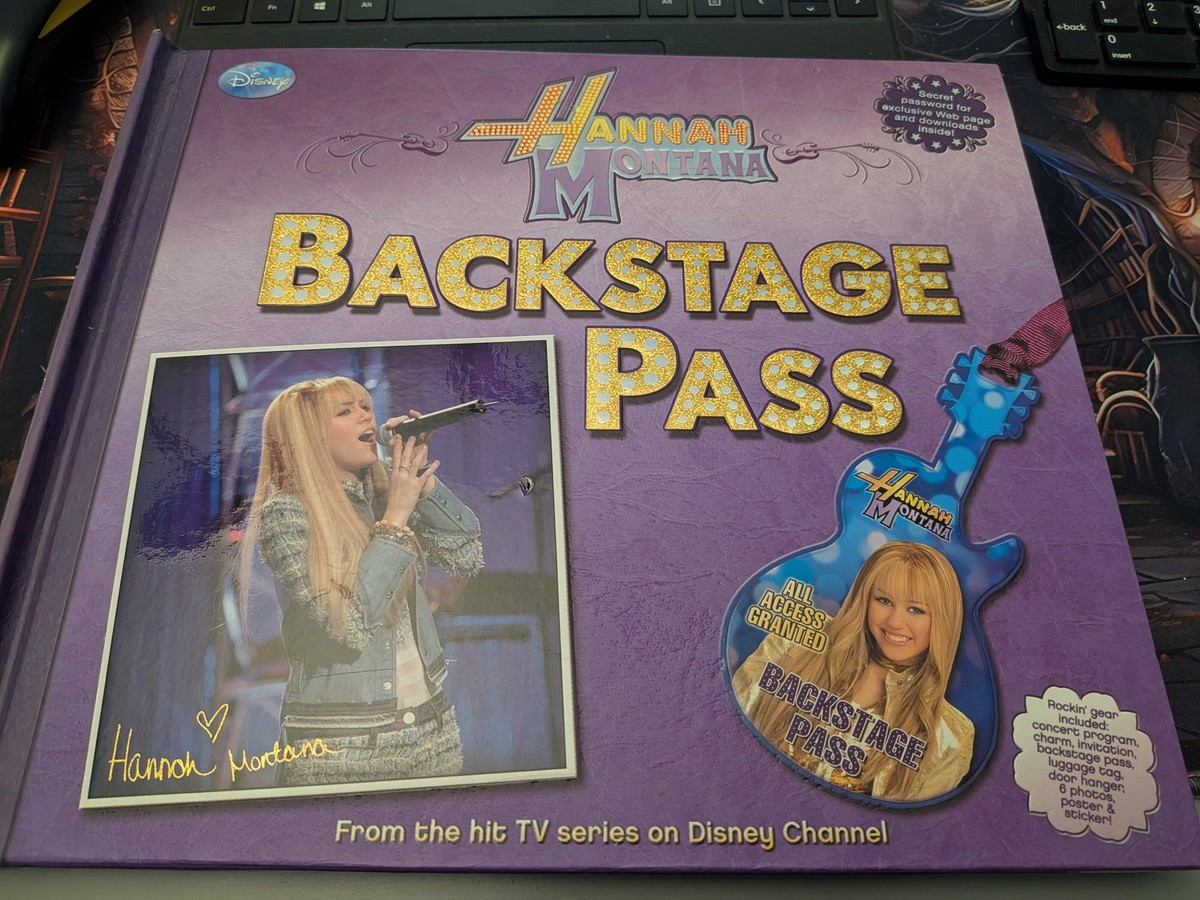 Ctrl
Fn
Alt
Alt
Ctrl
←back
1
end
2
↓
0
insert
Disney
HANNAH
MONTANA
Secret
password for
exclusive Web page
and downloads
inside!
BACKSTAGE
PASS
HANNAH
MONTANA
ALL
ACCESS
GRANTED
BACKSTAGE
PASS
Hannah Montana
Rockin' gear
included:
concert program,
charm, invitation,
backstage pass,
luggage tag,
door hanger,
6 photos,
poster &
sticker!
From the hit TV series on Disney Channel